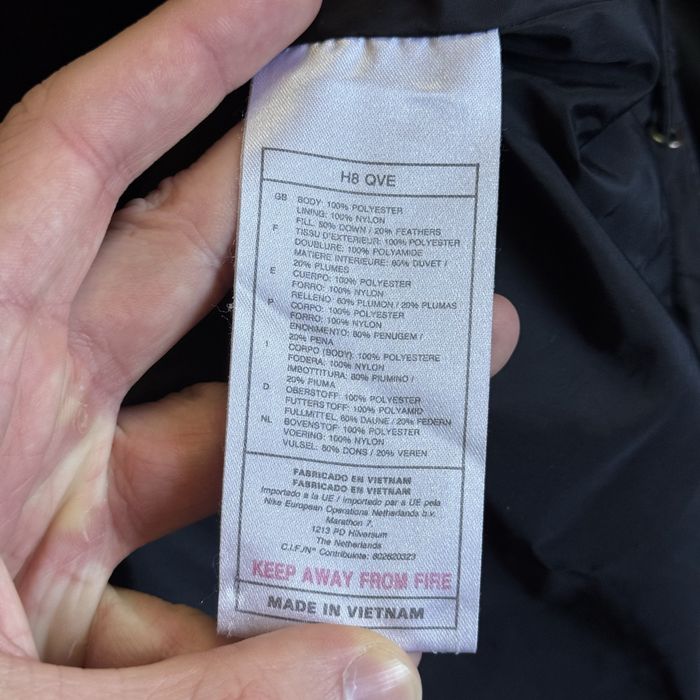 H8 QVE
GB BODY: 100% POLYESTER
LINING: 100% NYLON
FILL: 80% DOWN / 20% FEATHERS
F TISSU D'EXTERIEUR: 100% POLYESTER
DOUBLURE: 100% POLYAMIDE
MATIERE INTERIEURE: 80% DUVET /
20% PLUMES
E CUERPO: 100% POLYESTER
FORRO: 100% NYLON
RELLENO: 80% PLUMON / 20% PLUMAS
P CORPO: 100% POLYESTER
FORRO: 100% NYLON
ENCHIMENTO: 80% PENUGEM /
20% PENA
I CORPO (BODY): 100% POLYESTERE
FODERA: 100% NYLON
IMBOTTITURA: 80% PIUMINO /
20% PIUMA
D OBERSTOFF: 100% POLYESTER
FUTTERSTOFF: 100% POLYAMID
FULLMITTEL, 80% DAUNE / 20% FEDERN
NL BOVENSTOF: 100% POLYESTER
VOERING: 100% NYLON
VULSEL: 80% DONS / 20% VEREN
FABRICADO EN VIETNAM
FABRICADO EN VIETNAM
Importado a la UE / importado par a UE pela
Nike European Operations Netherlands b.v.
Marathon 7,
1213 PD Hilversum
The Netherlands
C.I.F./Nº Contribuinte: 802820323
KEEP AWAY FROM FIRE
MADE IN VIETNAM